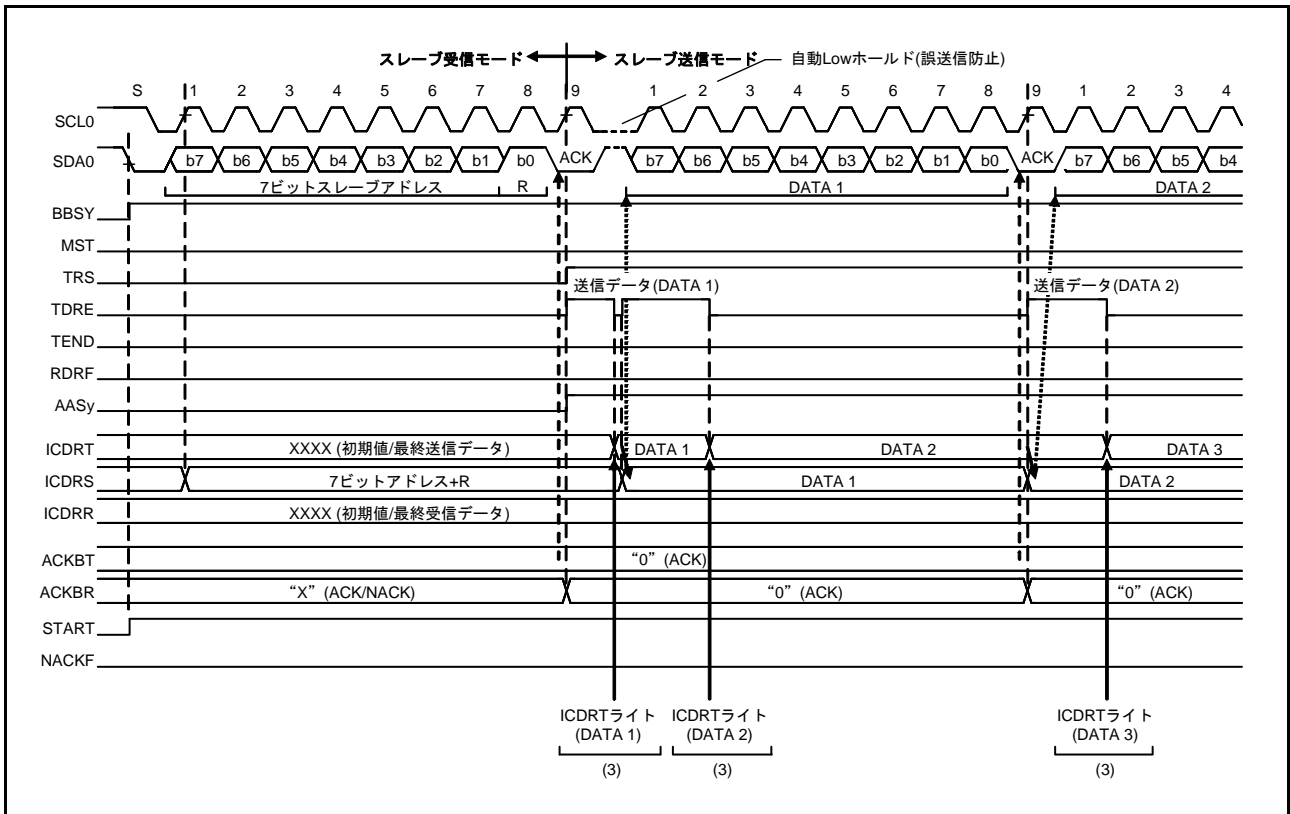 スレーブ受信モード スレーブ送信モード 自動Lowホールド(誤送信防止)
S 1 2 3 4 5 6 7 8 9 1 2 3 4 5 6 7 8 9 1 2 3 4
SCL0
SDA0 b7 b6 b5 b4 b3 b2 b1 b0 ACK b7 b6 b5 b4 b3 b2 b1 b0 ACK b7 b6 b5 b4
7ビットスレーブアドレス R DATA 1 DATA 2
BBSY
MST
TRS
送信データ(DATA 1) 送信データ(DATA 2)
TDRE
TEND
RDRF
AASy
ICDRT XXXX (初期値/最終送信データ) DATA 1 DATA 2 DATA 3
ICDRS 7ビットアドレス+R DATA 1 DATA 2
ICDRR XXXX (初期値/最終受信データ)
ACKBT “0” (ACK)
ACKBR “X” (ACK/NACK) “0” (ACK) “0” (ACK)
START
NACKF
ICDRTライト ICDRTライト ICDRTライト
(DATA 1) (DATA 2) (DATA 3)
(3) (3) (3)